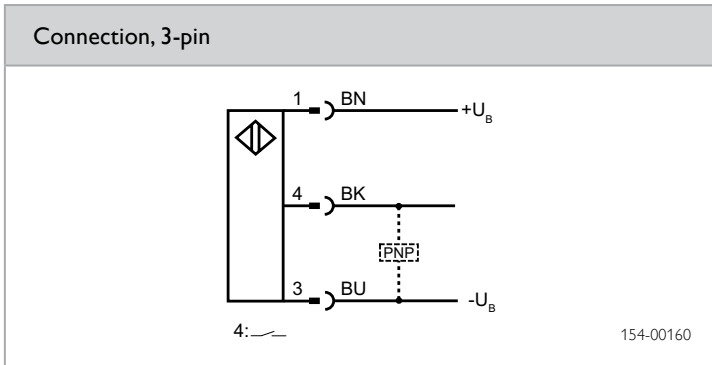 Connection, 3-pin
1 BN +U_B
4 BK
PNP
3 BU -U_B
4:
154-00160